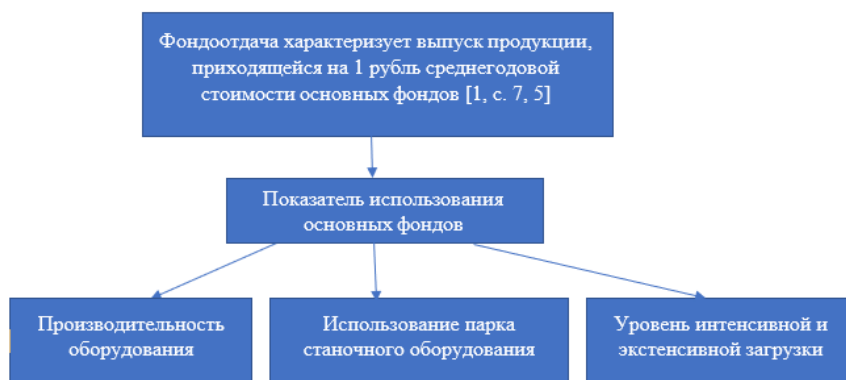 Фондоотдача характеризует выпуск продукции,
приходящейся на 1 рубль среднегодовой
стоимости основных фондов [1, с. 7, 5]
Показатель использования
основных фондов
Производительность
оборудования
Использование парка
станочного оборудования
Уровень интенсивной и
экстенсивной загрузки